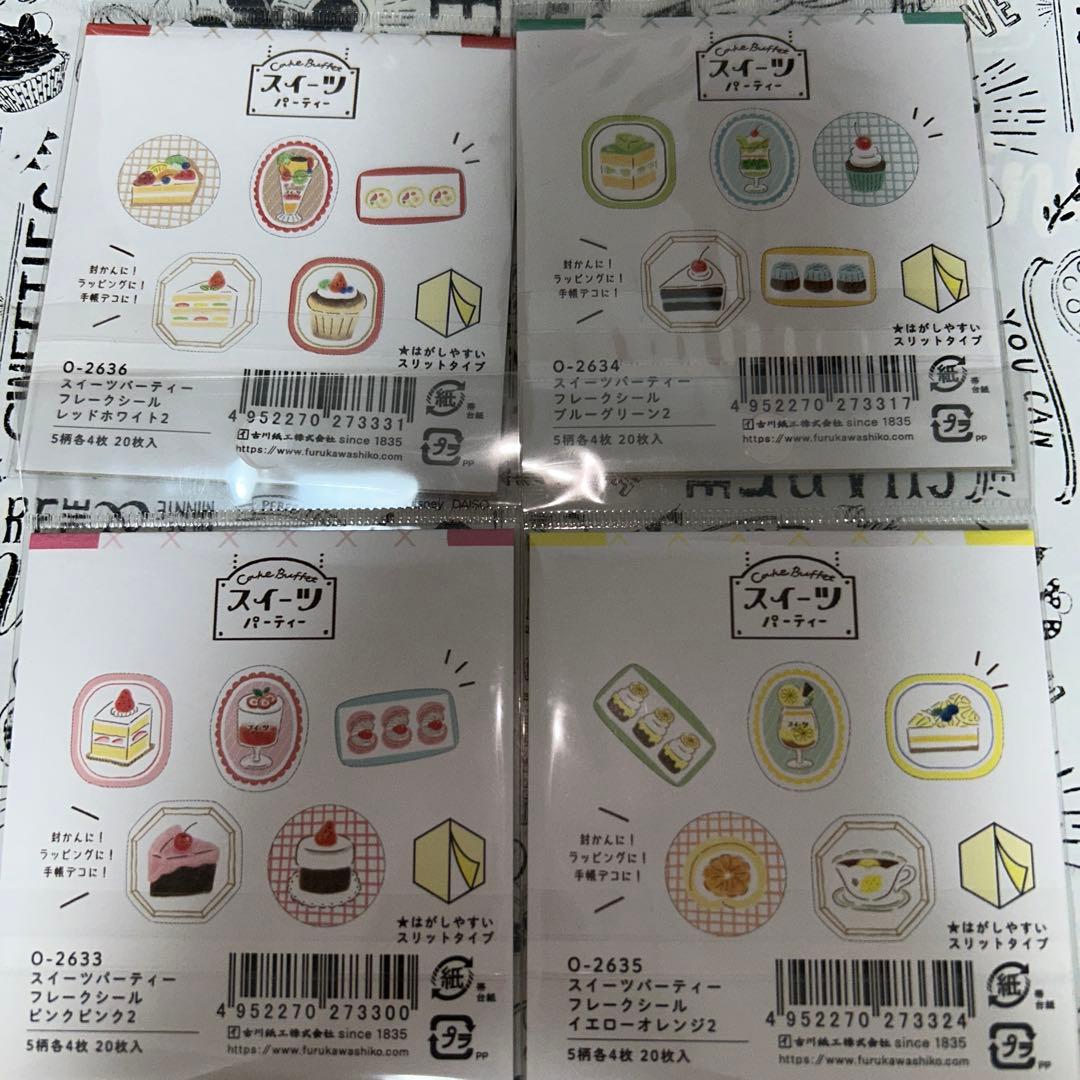 Cake Buffet
スイーツ
パーティー
封かんに!
ラッピングに!
手帳デコに!
★はがしやすい
スリットタイプ
O-2636
スイーツパーティー
フレークシール
レッドホワイト2
5柄各4枚 20枚入
4 952270 273331
古川紙工株式会社 since 1835
https://www.furukawashiko.com/
紙
帯
台紙
プラ
PP
Cake Buffet
スイーツ
パーティー
封かんに!
ラッピングに!
手帳デコに!
★はがしやすい
スリットタイプ
O-2634
スイーツパーティー
フレークシール
ブルーグリーン2
5柄各4枚 20枚入
4 952270 273317
古川紙工株式会社 since 1835
https://www.furukawashiko.com/
紙
帯
台紙
プラ
PP
MINNIE
Disney DAISO
YOU CAN
Cake Buffet
スイーツ
パーティー
スイーツ
封かんに!
ラッピングに!
手帳デコに!
★はがしやすい
スリットタイプ
O-2633
スイーツパーティー
フレークシール
ピンクピンク2
5柄各4枚 20枚入
4 952270 273300
古川紙工株式会社 since 1835
https://www.furukawashiko.com/
紙
帯
台紙
プラ
PP
Cake Buffet
スイーツ
パーティー
スイーツ
封かんに!
ラッピングに!
手帳デコに!
★はがしやすい
スリットタイプ
O-2635
スイーツパーティー
フレークシール
イエローオレンジ2
5柄各4枚 20枚入
4 952270 273324
古川紙工株式会社 since 1835
https://www.furukawashiko.com/
紙
帯
台紙
プラ
PP